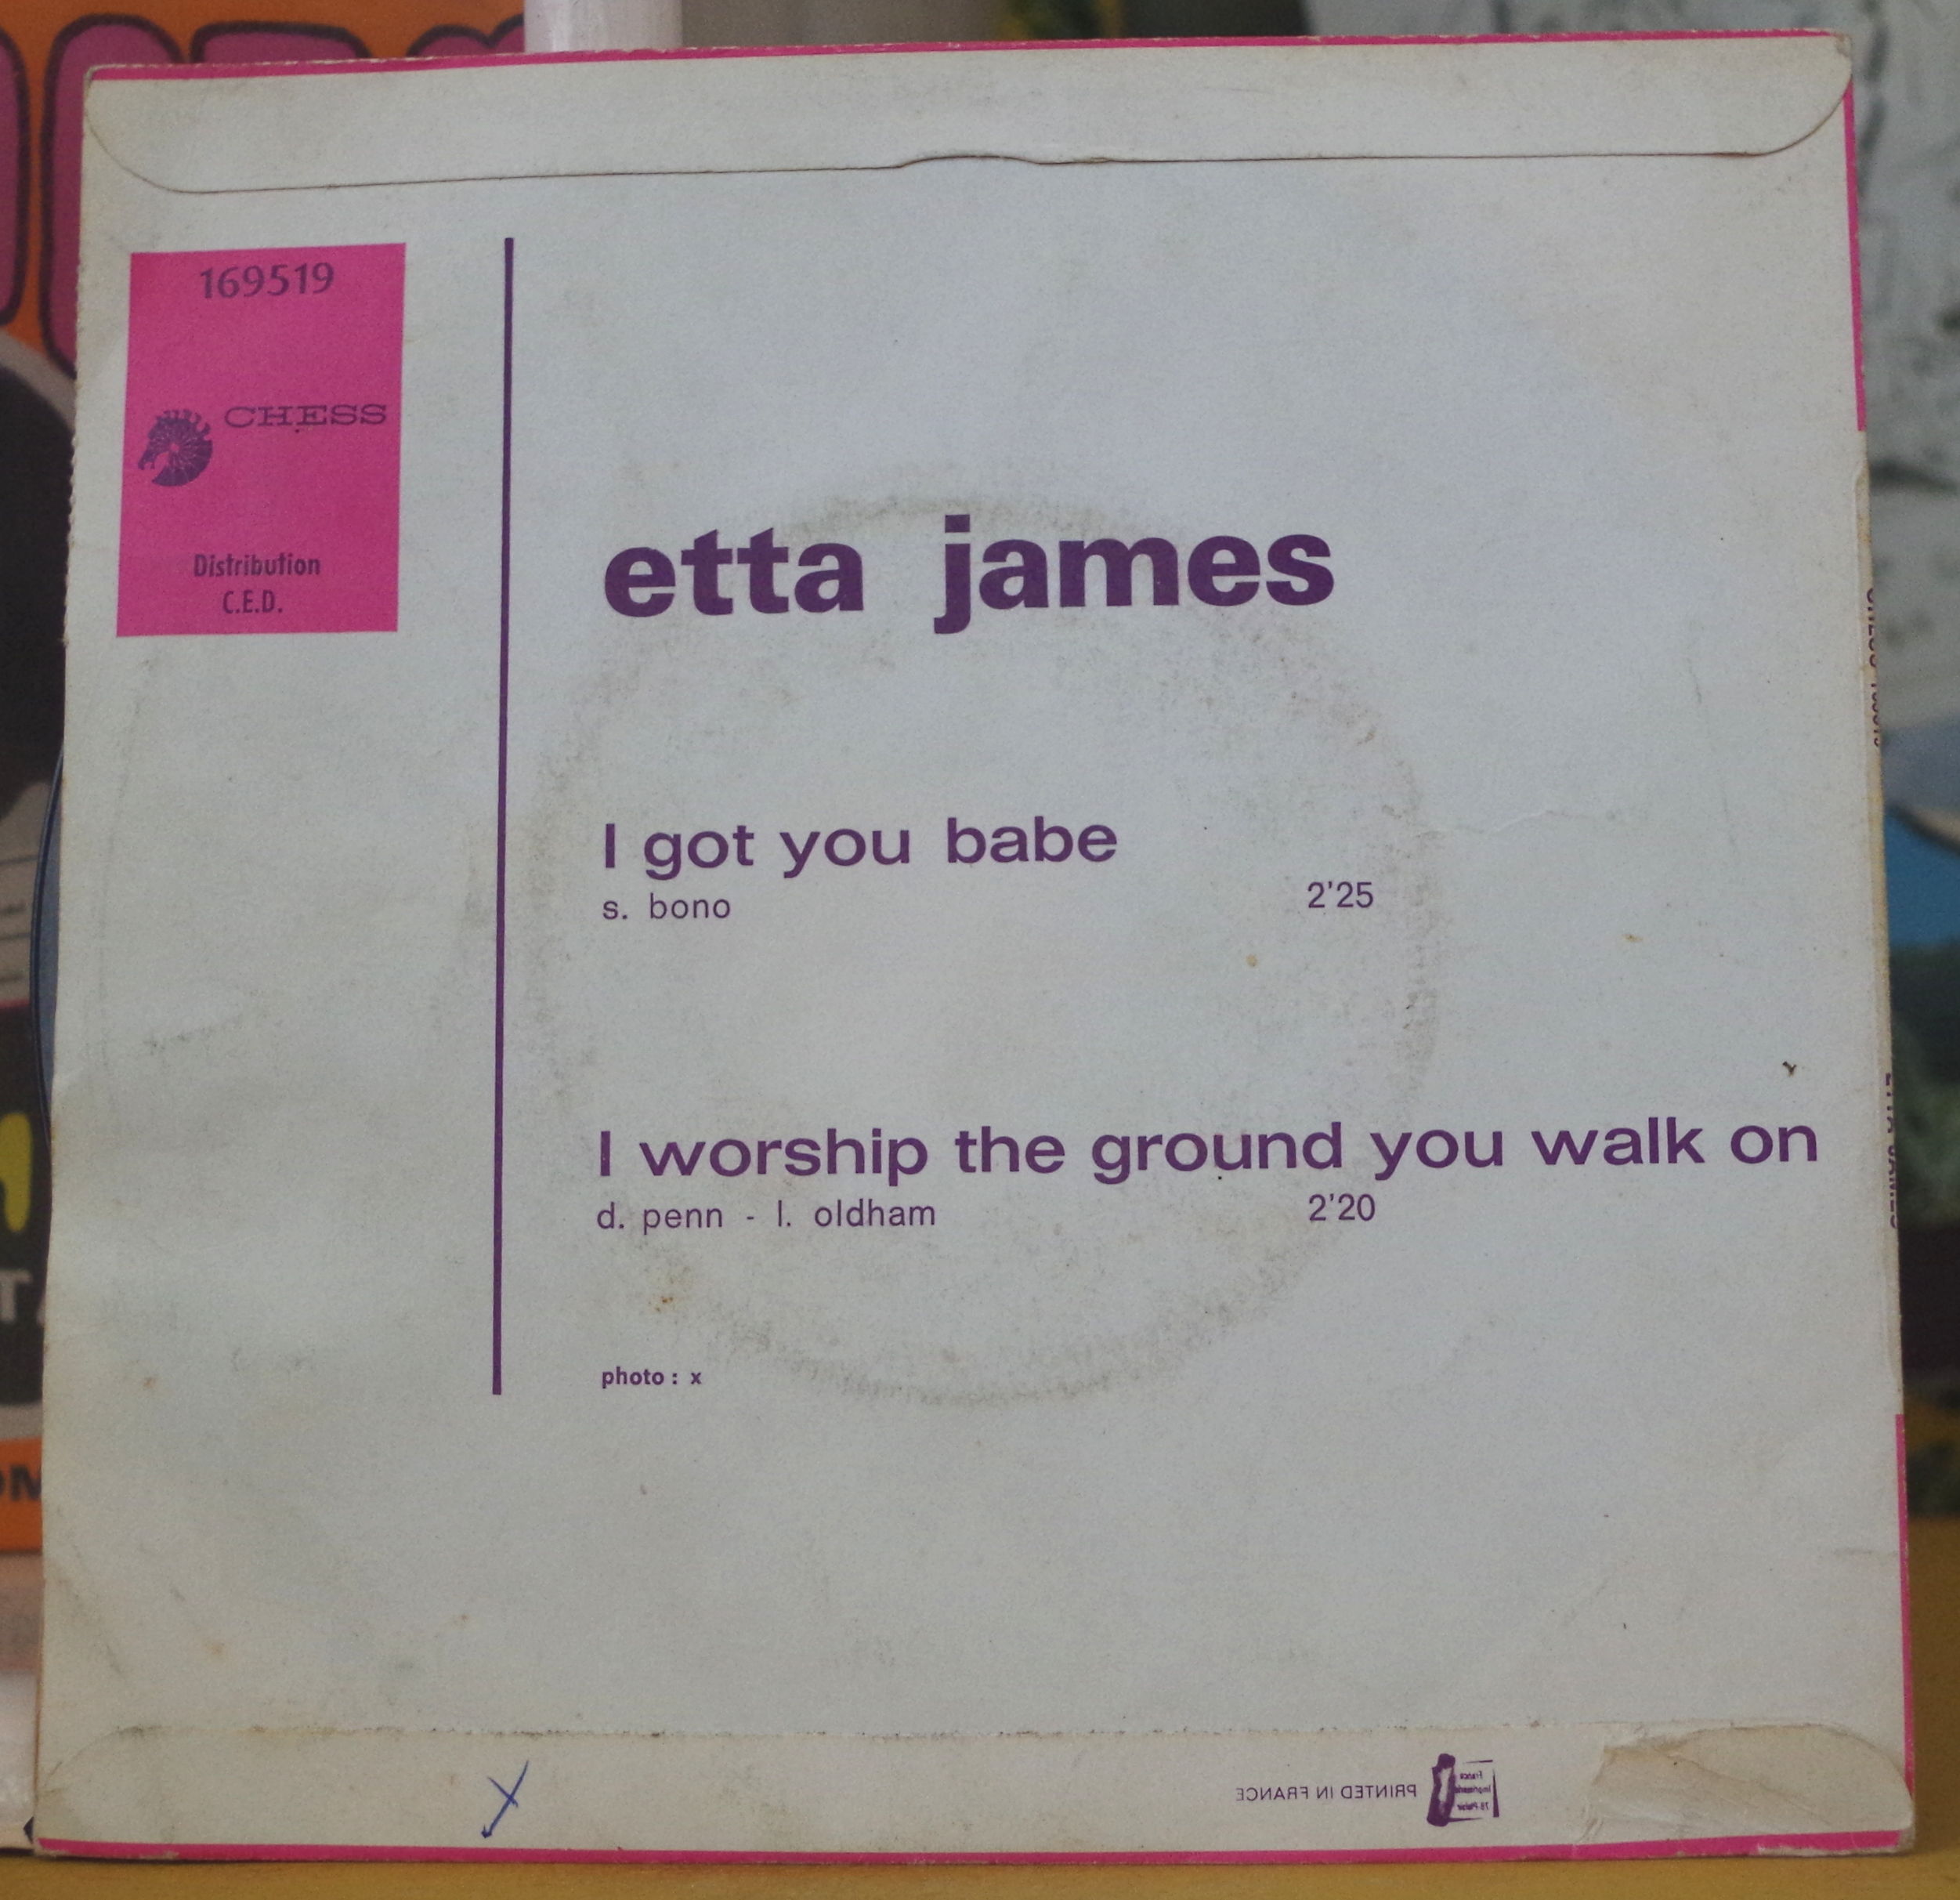 169519
CHESS
Distribution
C.E.D.
etta james
I got you babe
s. bono 2'25
I worship the ground you walk on
d. penn - l. oldham 2'20
photo : x
PRINTED IN FRANCE